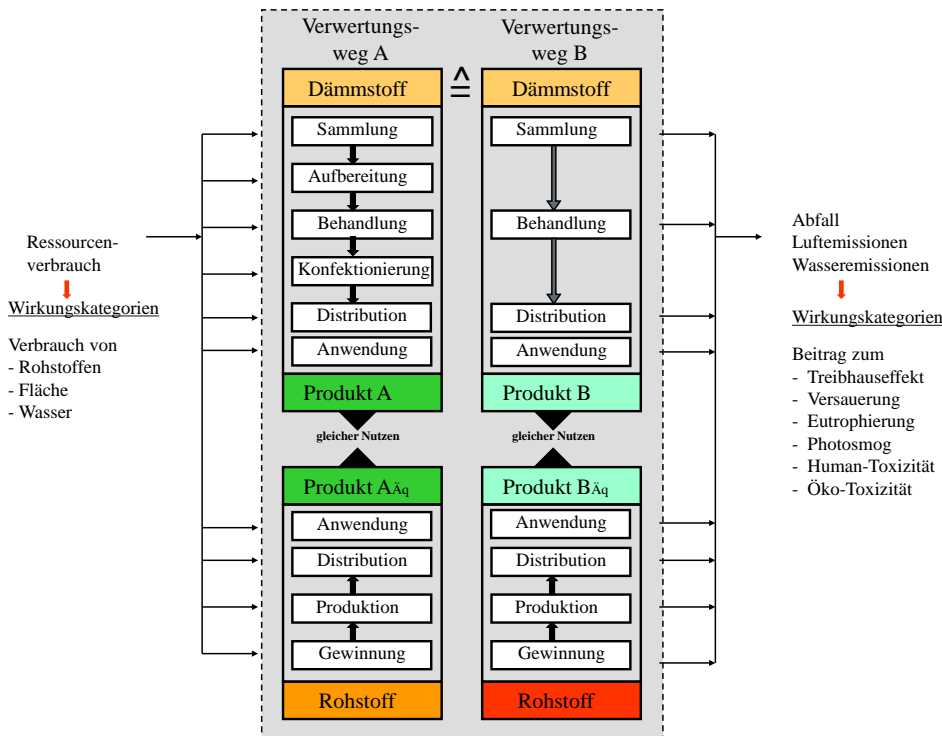 Verwertungs-
weg A
Verwertungs-
weg B
Dämmstoff
≙
Dämmstoff
Sammlung
Aufbereitung
Behandlung
Konfektionierung
Distribution
Anwendung
Produkt A
gleicher Nutzen
Produkt AÄq
Anwendung
Distribution
Produktion
Gewinnung
Rohstoff
Sammlung
Behandlung
Distribution
Anwendung
Produkt B
gleicher Nutzen
Produkt BÄq
Anwendung
Distribution
Produktion
Gewinnung
Rohstoff
Ressourcen-
verbrauch
Wirkungskategorien
Verbrauch von
- Rohstoffen
- Fläche
- Wasser
Abfall
Luftemissionen
Wasseremissionen
Wirkungskategorien
Beitrag zum
- Treibhauseffekt
- Versauerung
- Eutrophierung
- Photosmog
- Human-Toxizität
- Öko-Toxizität